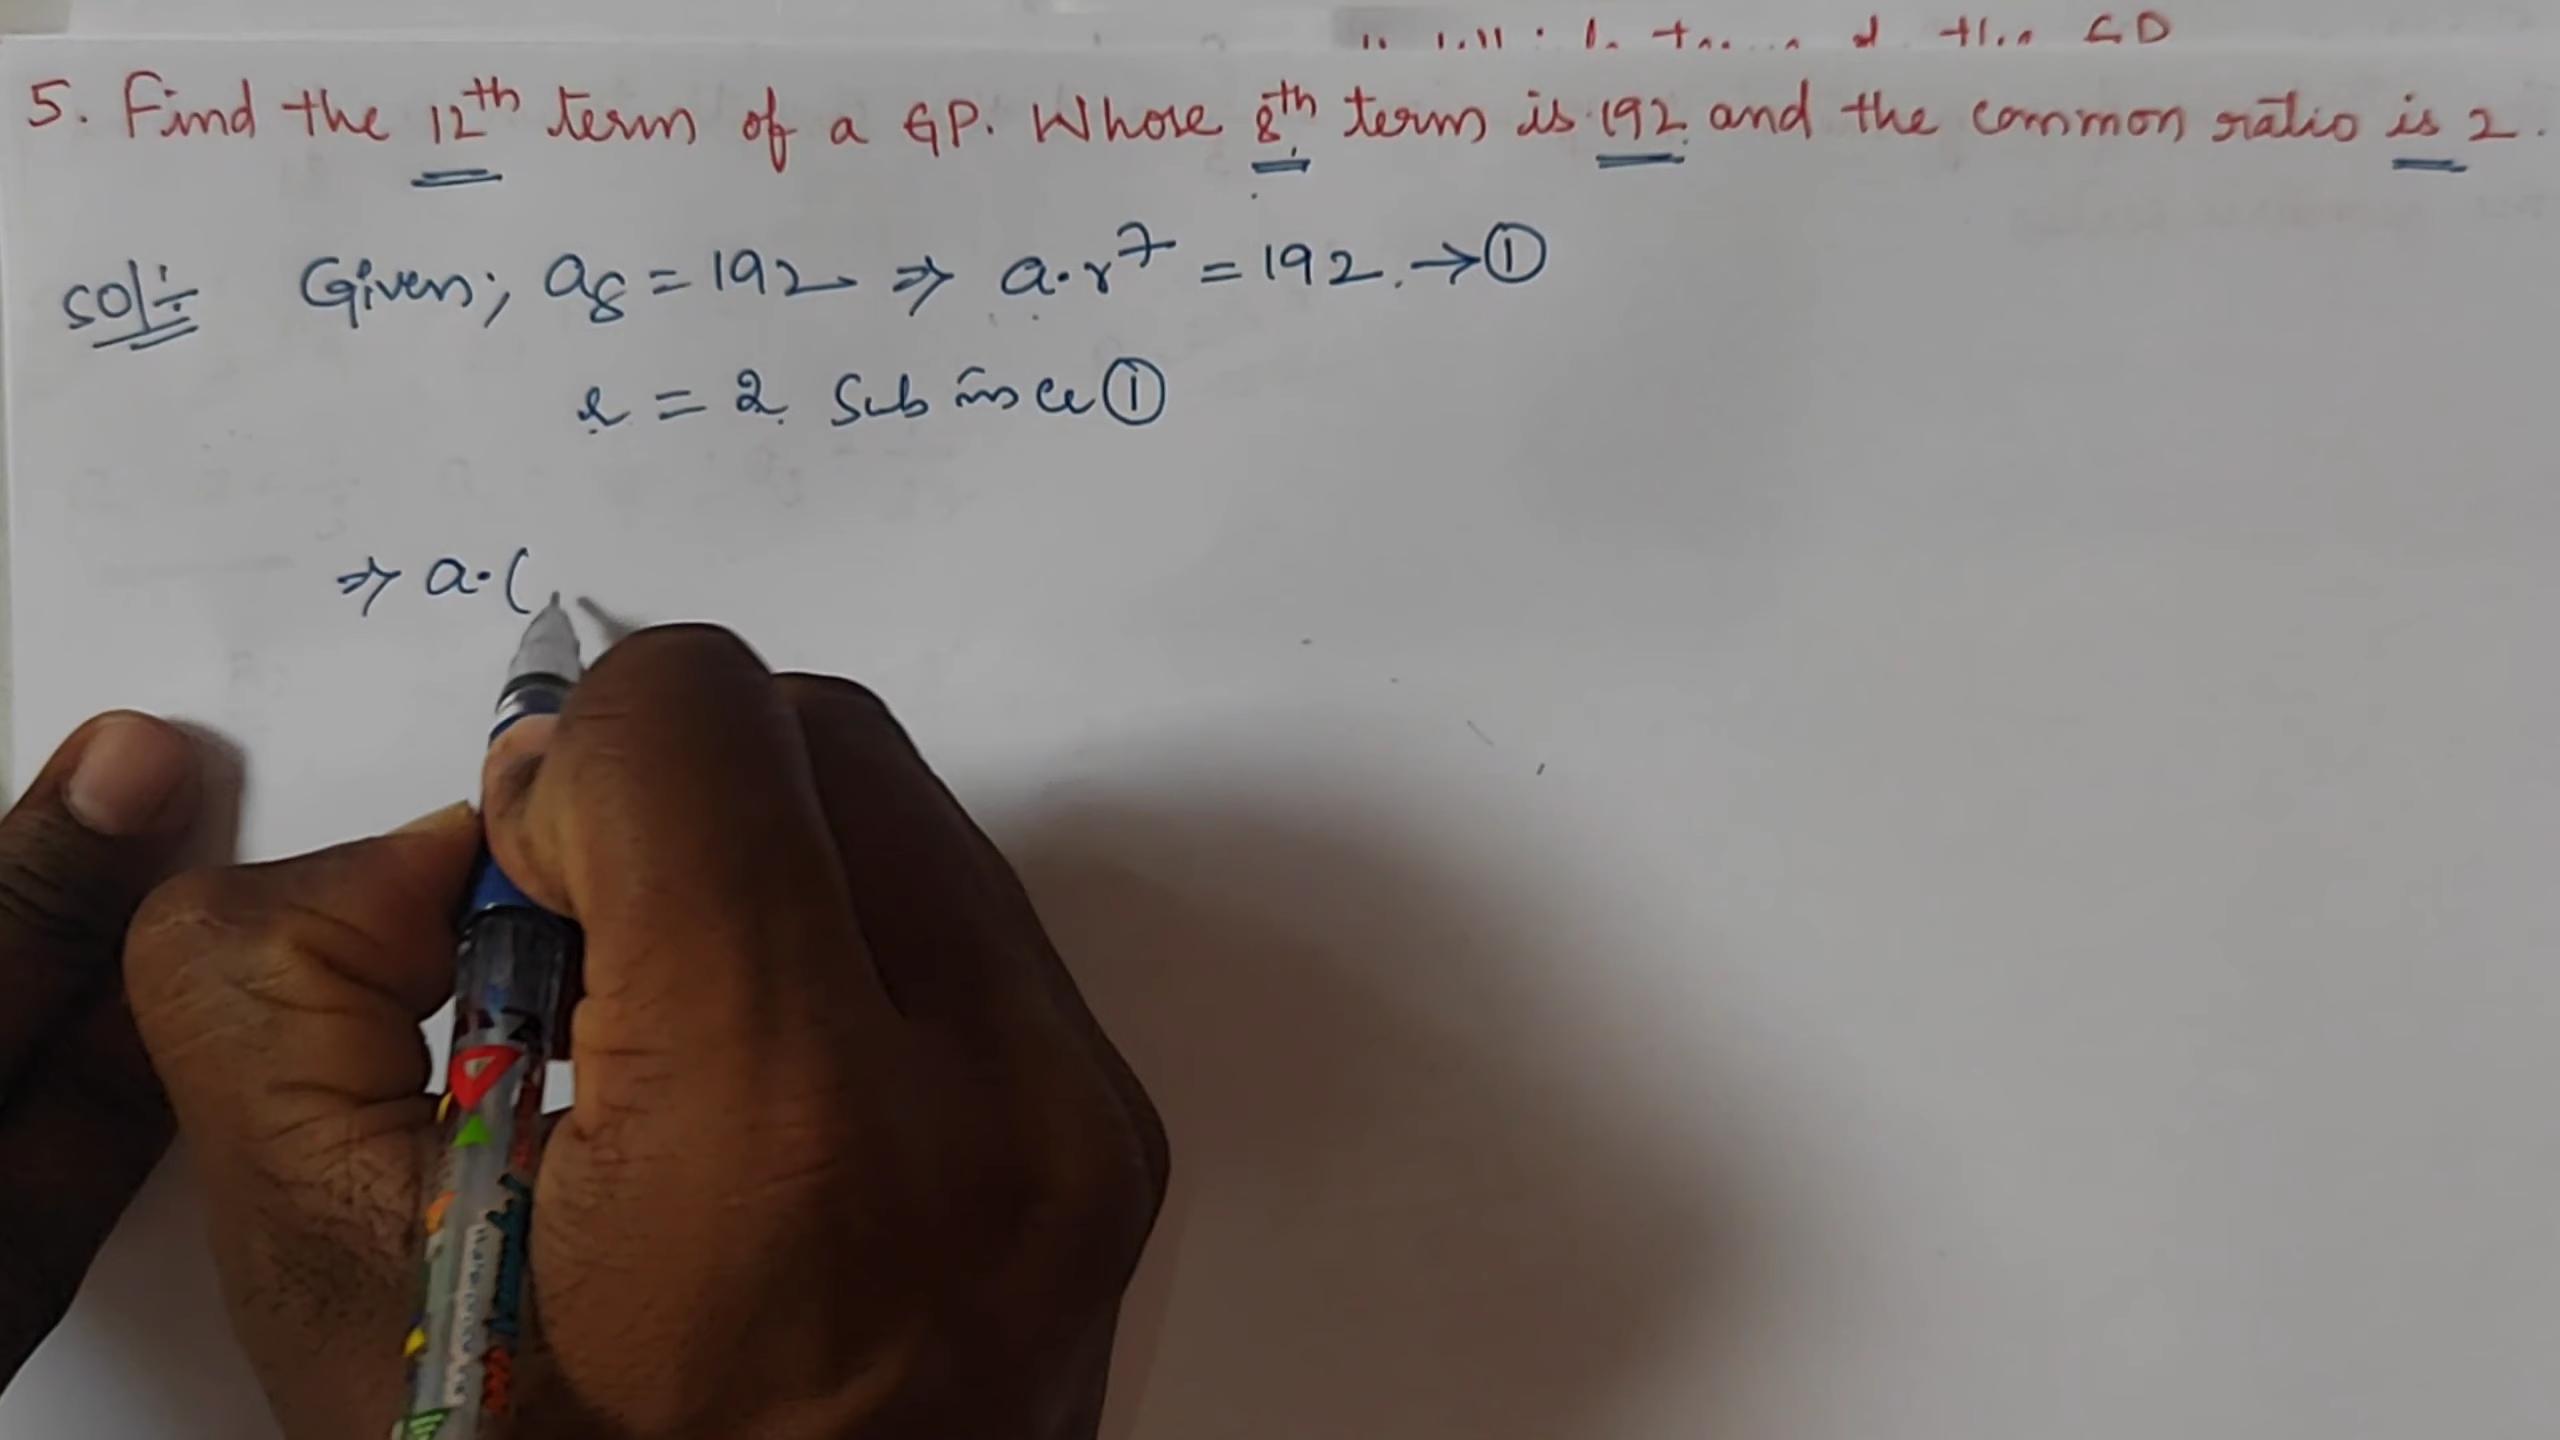 5. Find the 12th term of a GP. Whose 8th term is 192 and the common ratio is 2.
Sol:- Given; a₈ = 192 ⇒ a·r⁷ = 192. → ①
r = 2 Sub in ①
⇒ a·(